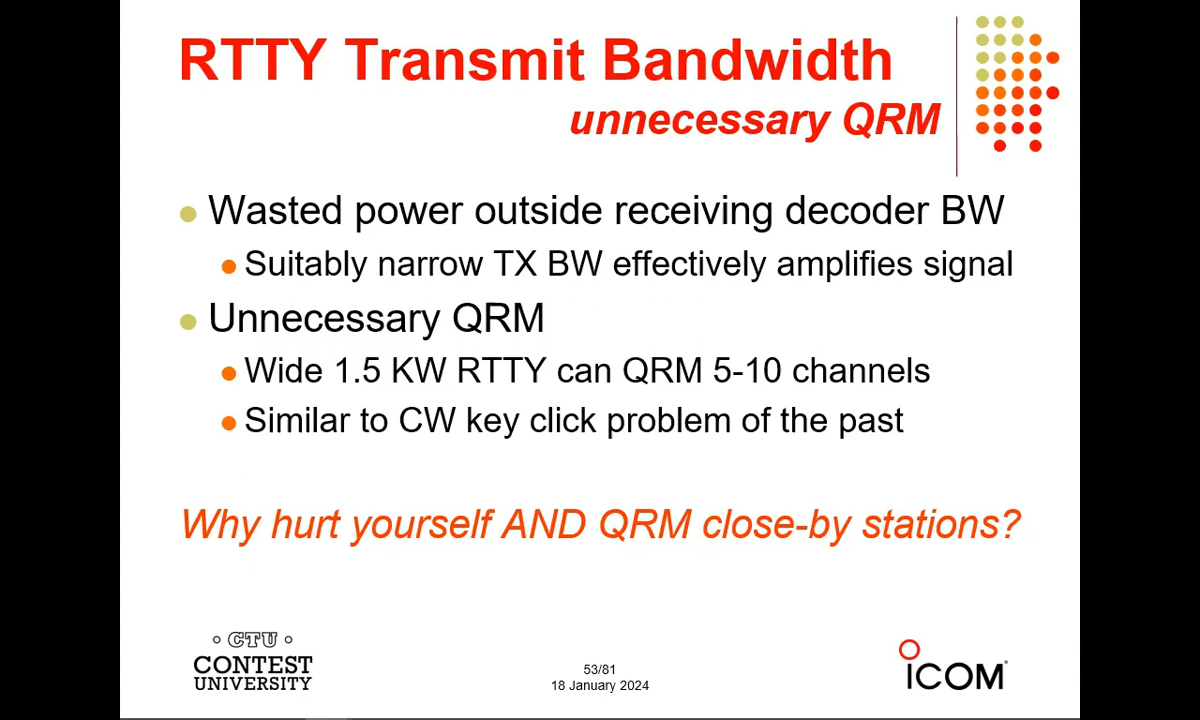 RTTY Transmit Bandwidth
unnecessary QRM
Wasted power outside receiving decoder BW
Suitably narrow TX BW effectively amplifies signal
Unnecessary QRM
Wide 1.5 KW RTTY can QRM 5-10 channels
Similar to CW key click problem of the past
Why hurt yourself AND QRM close-by stations?
CTU
CONTEST
UNIVERSITY
53/81
18 January 2024
ICOM